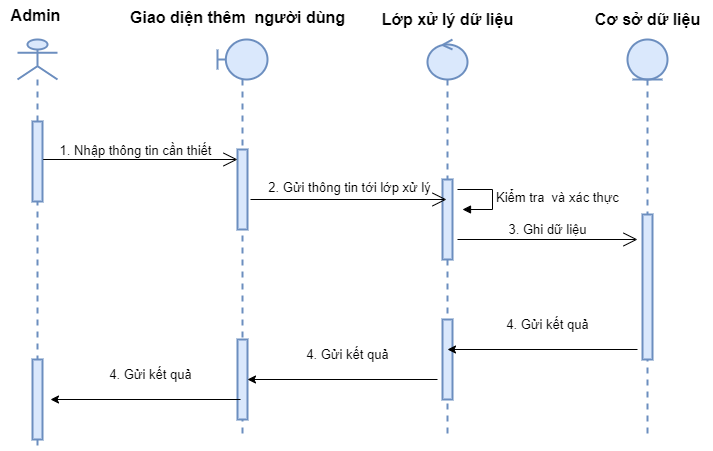 Admin
Giao diện thêm người dùng
Lớp xử lý dữ liệu
Cơ sở dữ liệu
1. Nhập thông tin cần thiết
2. Gửi thông tin tới lớp xử lý
Kiểm tra và xác thực
3. Ghi dữ liệu
4. Gửi kết quả
4. Gửi kết quả
4. Gửi kết quả